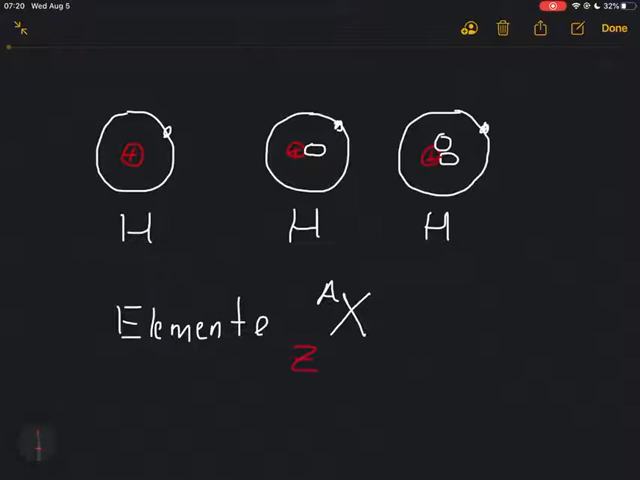 07:20 Wed Aug 5
32%
Done
+ + +
H H H
Elemente A X
Z